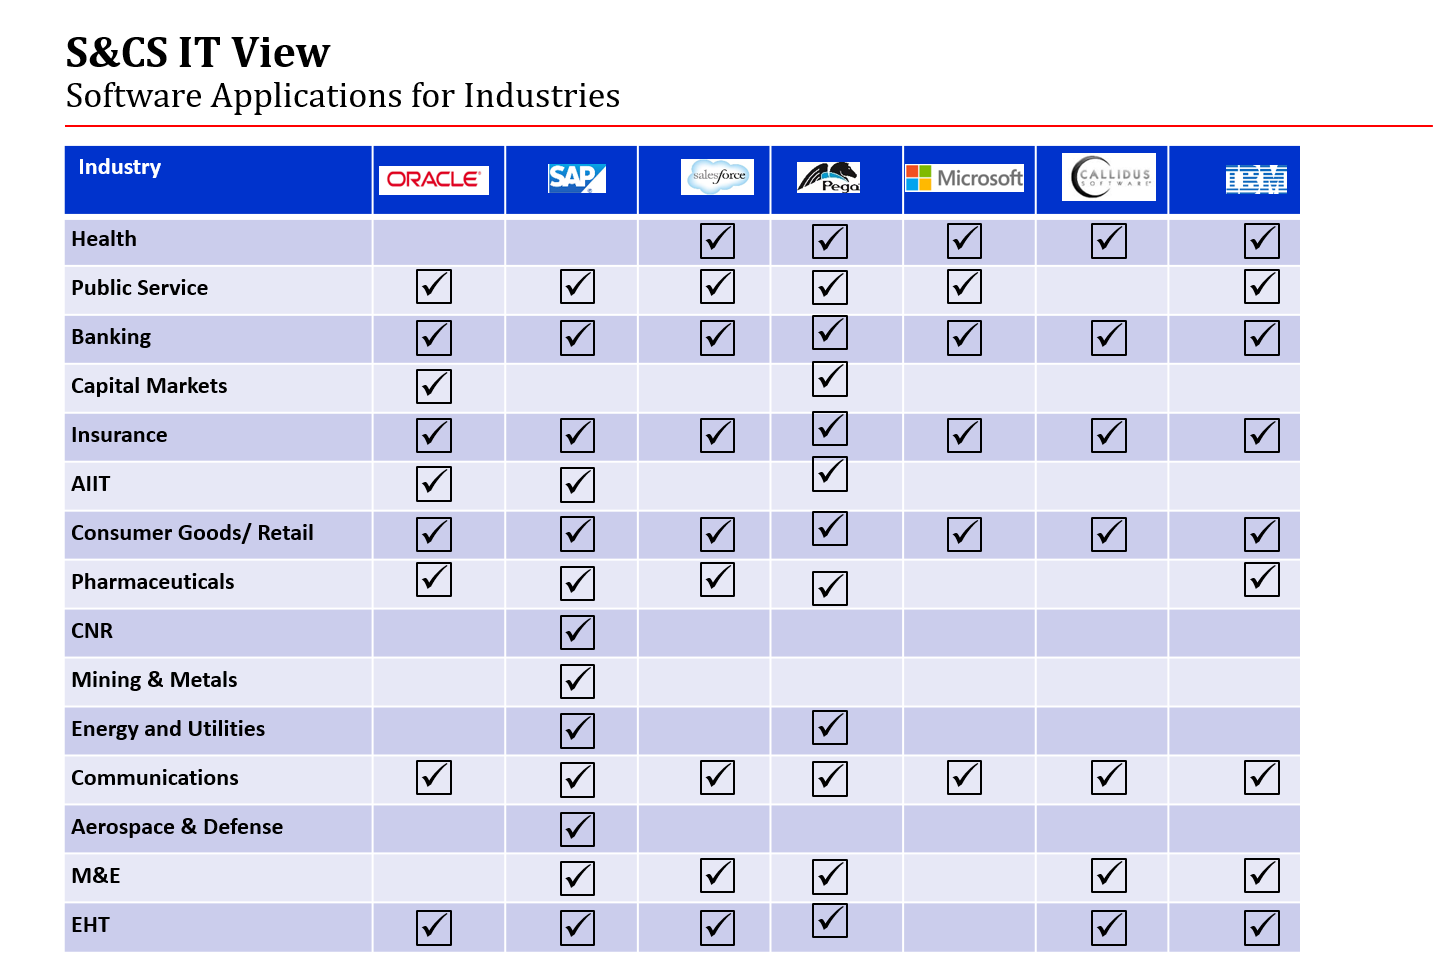 S&CS IT View
Software Applications for Industries
Industry ORACLE SAP salesforce Pega Microsoft CALLIDUS SOFTWARE IBM
Health ✓ ✓ ✓ ✓ ✓
Public Service ✓ ✓ ✓ ✓ ✓ ✓
Banking ✓ ✓ ✓ ✓ ✓ ✓ ✓
Capital Markets ✓ ✓
Insurance ✓ ✓ ✓ ✓ ✓ ✓ ✓
AIIT ✓ ✓ ✓
Consumer Goods/ Retail ✓ ✓ ✓ ✓ ✓ ✓ ✓
Pharmaceuticals ✓ ✓ ✓ ✓ ✓
CNR ✓
Mining & Metals ✓
Energy and Utilities ✓ ✓
Communications ✓ ✓ ✓ ✓ ✓ ✓ ✓
Aerospace & Defense ✓
M&E ✓ ✓ ✓ ✓ ✓
EHT ✓ ✓ ✓ ✓ ✓ ✓